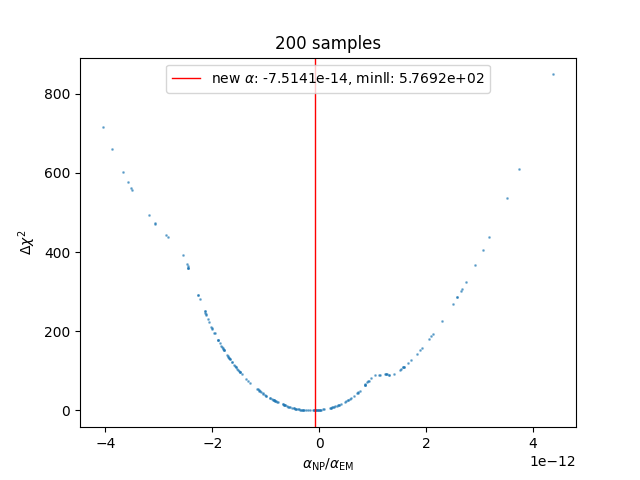 200 samples
new α: -7.5141e-14, minll: 5.7692e+02
Δχ²
800
600
400
200
0
−4 −2 0 2 4
1e−12
α_NP/α_EM